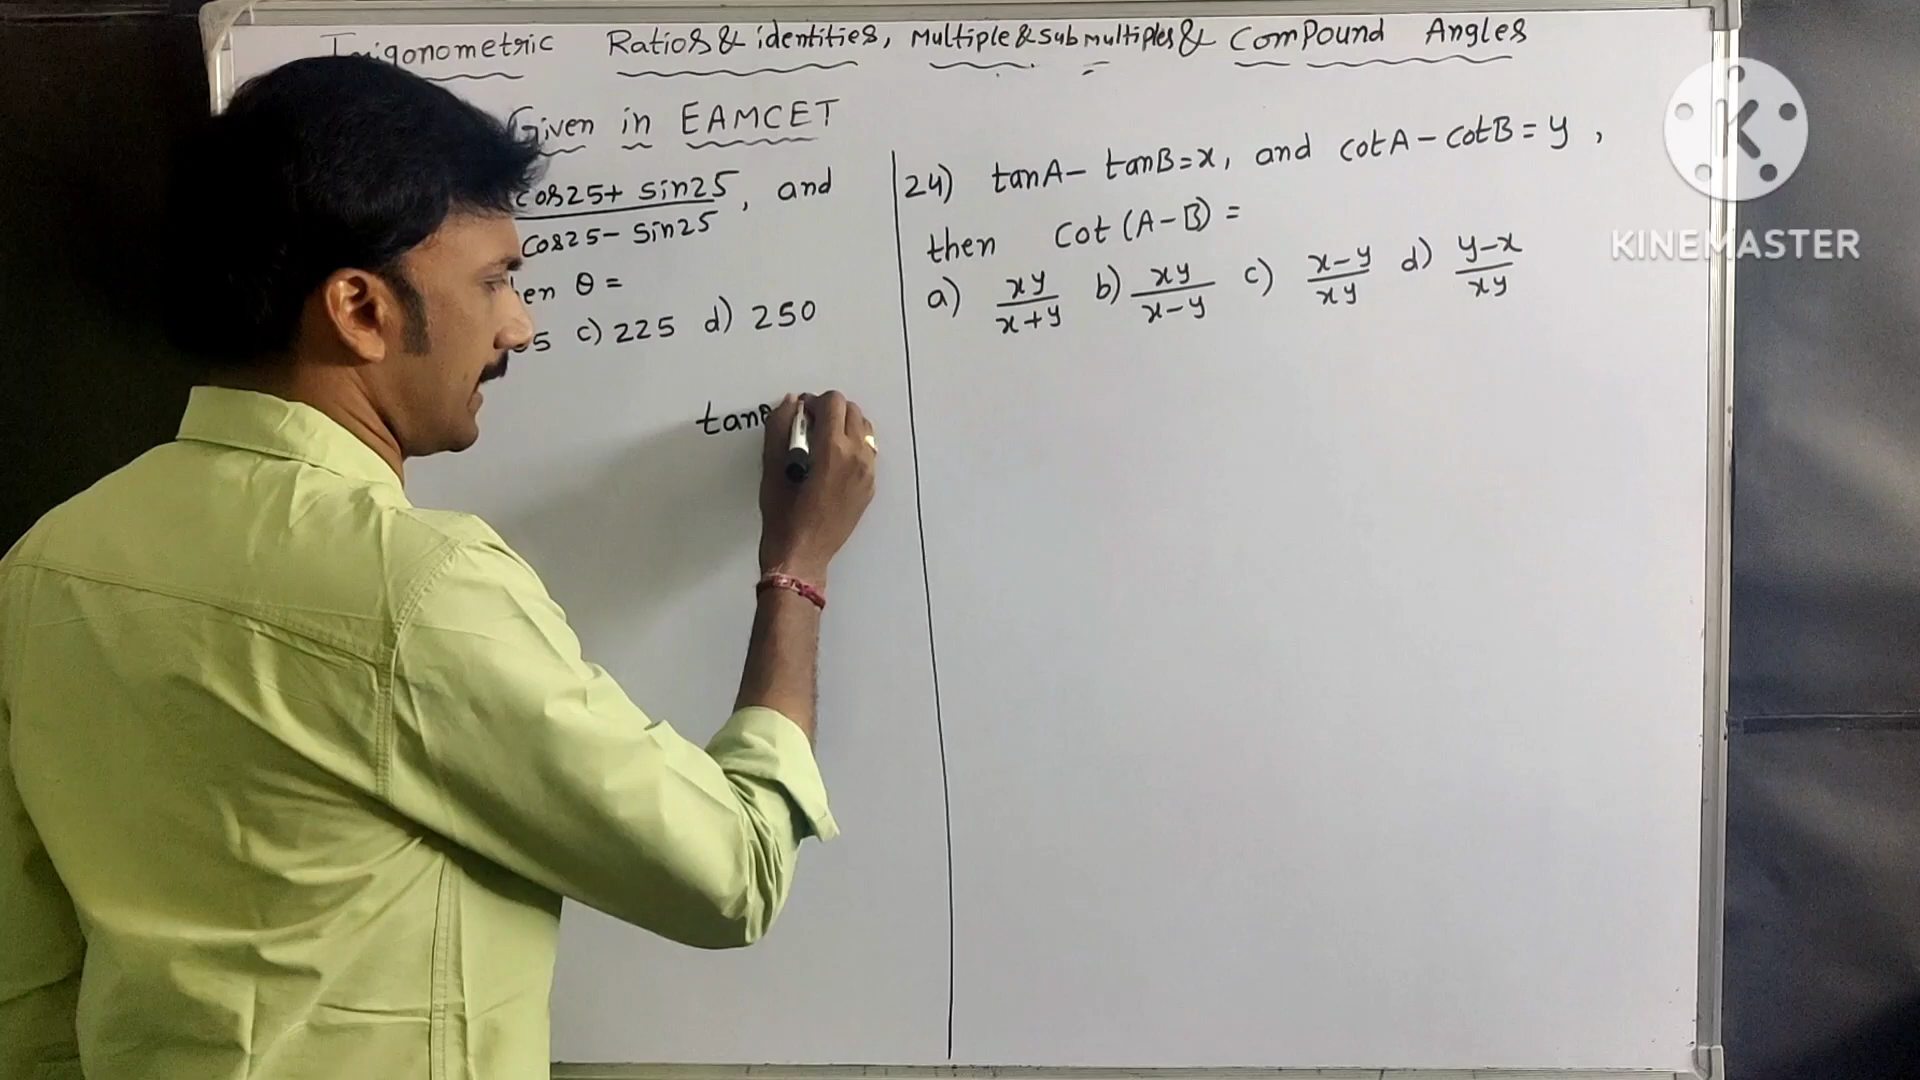 Trigonometric Ratios & identities, Multiple & submultiples & Compound Angles
Given in EAMCET
cos25 + sin25 / cos25 - sin25, and
θ =
c) 225 d) 250
tanθ
24) tanA - tanB = x, and cotA - cotB = y,
then cot(A - B) =
a) xy / x+y b) xy / x-y c) x-y / xy d) y-x / xy
KINEMASTER